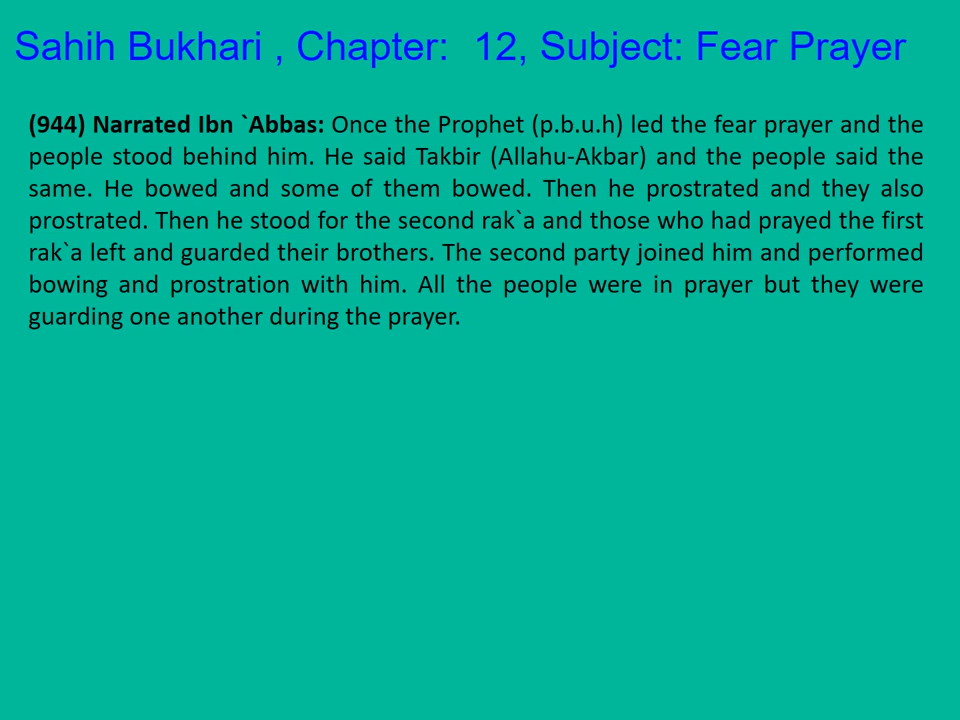 Sahih Bukhari , Chapter:  12, Subject: Fear Prayer
(944) Narrated Ibn `Abbas: Once the Prophet (p.b.u.h) led the fear prayer and the
people stood behind him. He said Takbir (Allahu-Akbar) and the people said the
same. He bowed and some of them bowed. Then he prostrated and they also
prostrated. Then he stood for the second rak`a and those who had prayed the first
rak`a left and guarded their brothers. The second party joined him and performed
bowing and prostration with him. All the people were in prayer but they were
guarding one another during the prayer.